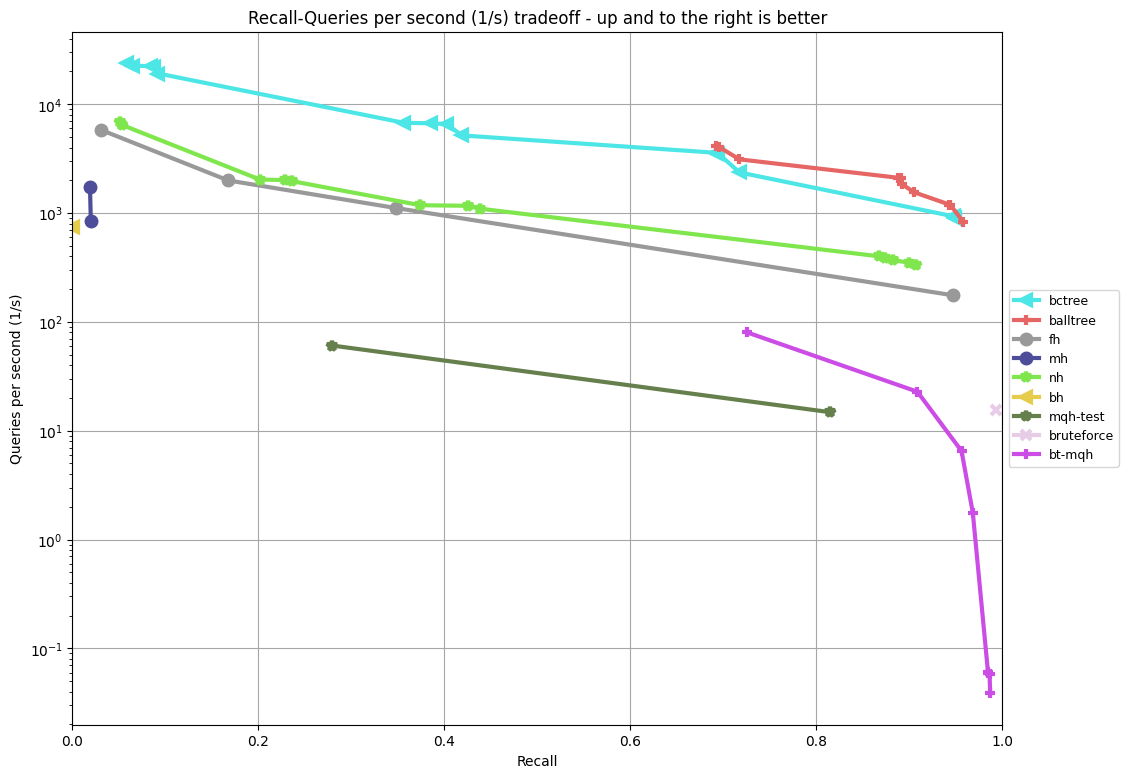 Recall-Queries per second (1/s) tradeoff - up and to the right is better
Queries per second (1/s)
10⁴
10³
10²
10¹
10⁰
10⁻¹
0.0 0.2 0.4 0.6 0.8 1.0
Recall
bctree
balltree
fh
mh
nh
bh
mqh-test
bruteforce
bt-mqh